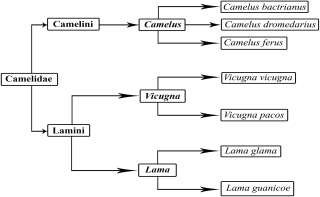 Camelidae
Camelini
Camelus
Camelus bactrianus
Camelus dromedarius
Camelus ferus
Lamini
Vicugna
Vicugna vicugna
Vicugna pacos
Lama
Lama glama
Lama guanicoe